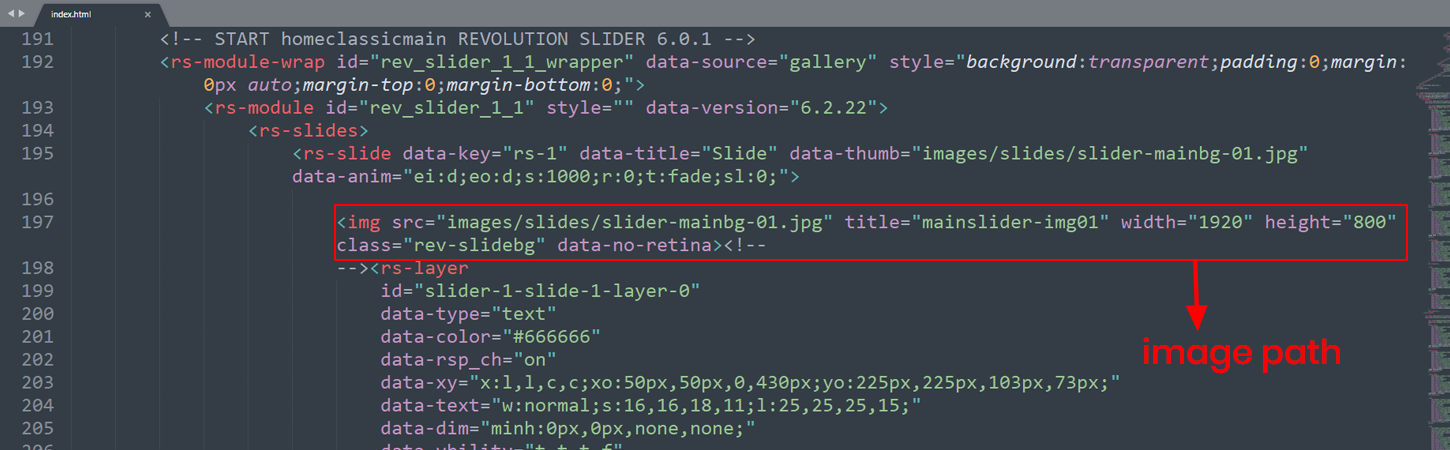 index.html ×
191 <!-- START homeclassicmain REVOLUTION SLIDER 6.0.1 -->
192 <rs-module-wrap id="rev_slider_1_1_wrapper" data-source="gallery" style="background:transparent;padding:0;margin:
0px auto;margin-top:0;margin-bottom:0;">
193 <rs-module id="rev_slider_1_1" style="" data-version="6.2.22">
194 <rs-slides>
195 <rs-slide data-key="rs-1" data-title="Slide" data-thumb="images/slides/slider-mainbg-01.jpg"
data-anim="ei:d;eo:d;s:1000;r:0;t:fade;sl:0;">
196
197 <img src="images/slides/slider-mainbg-01.jpg" title="mainslider-img01" width="1920" height="800"
class="rev-slidebg" data-no-retina><!--
198 --><rs-layer
199 id="slider-1-slide-1-layer-0"
200 data-type="text"
201 data-color="#666666"
202 data-rsp_ch="on"
203 data-xy="x:l,l,c,c;xo:50px,50px,0,430px;yo:225px,225px,103px,73px;"
204 data-text="w:normal;s:16,16,18,11;l:25,25,25,15;"
205 data-dim="minh:0px,0px,none,none;"
image path